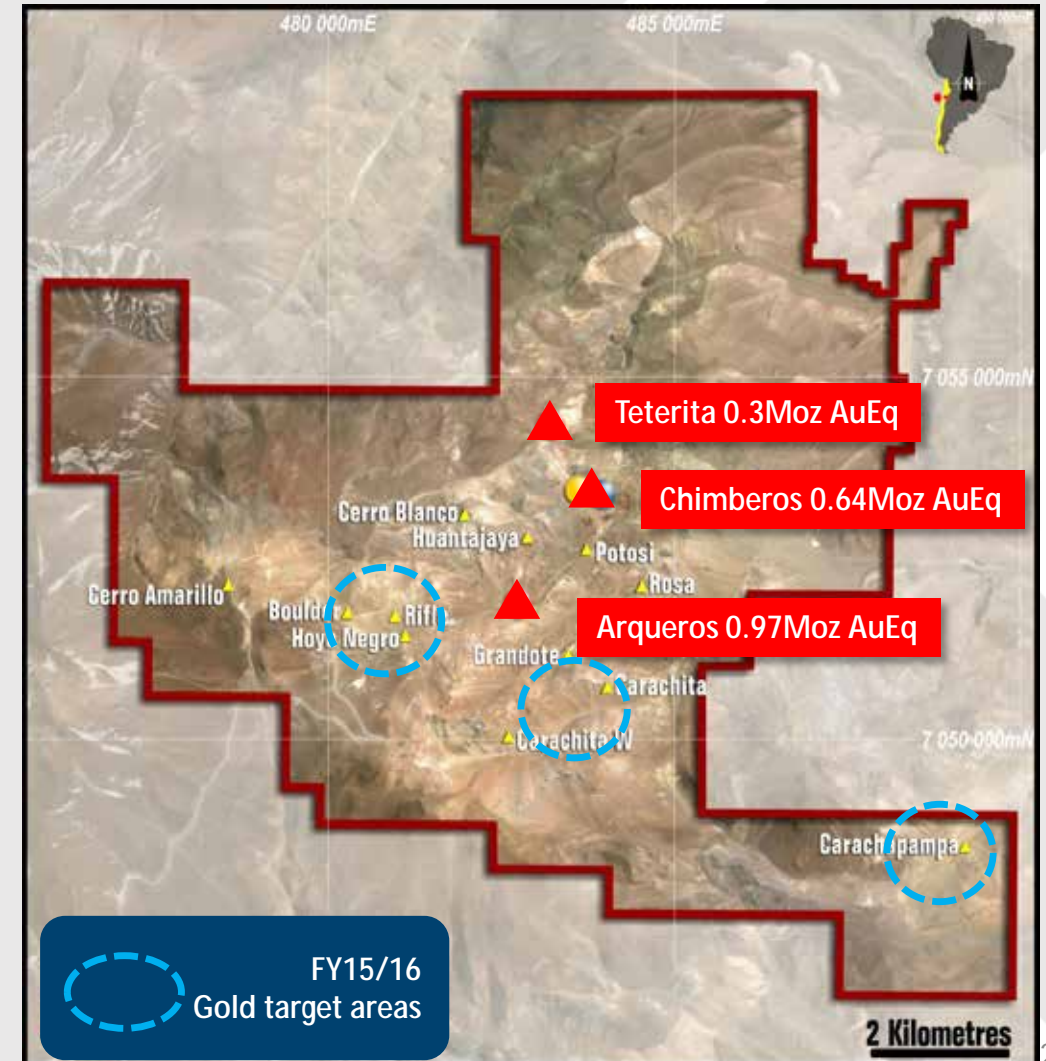 480 000mE
485 000mE
N
7 055 000mN
Teterita 0.3Moz AuEq
Chimberos 0.64Moz AuEq
Cerro Blanco
Huantajaya
Potosi
Cerro Amarillo
Rosa
Boulder
Hoyo Negro
Arqueros 0.97Moz AuEq
Grandote
Carachita
Carachita W
7 050 000mN
Carachapampa
FY15/16
Gold target areas
2 Kilometres